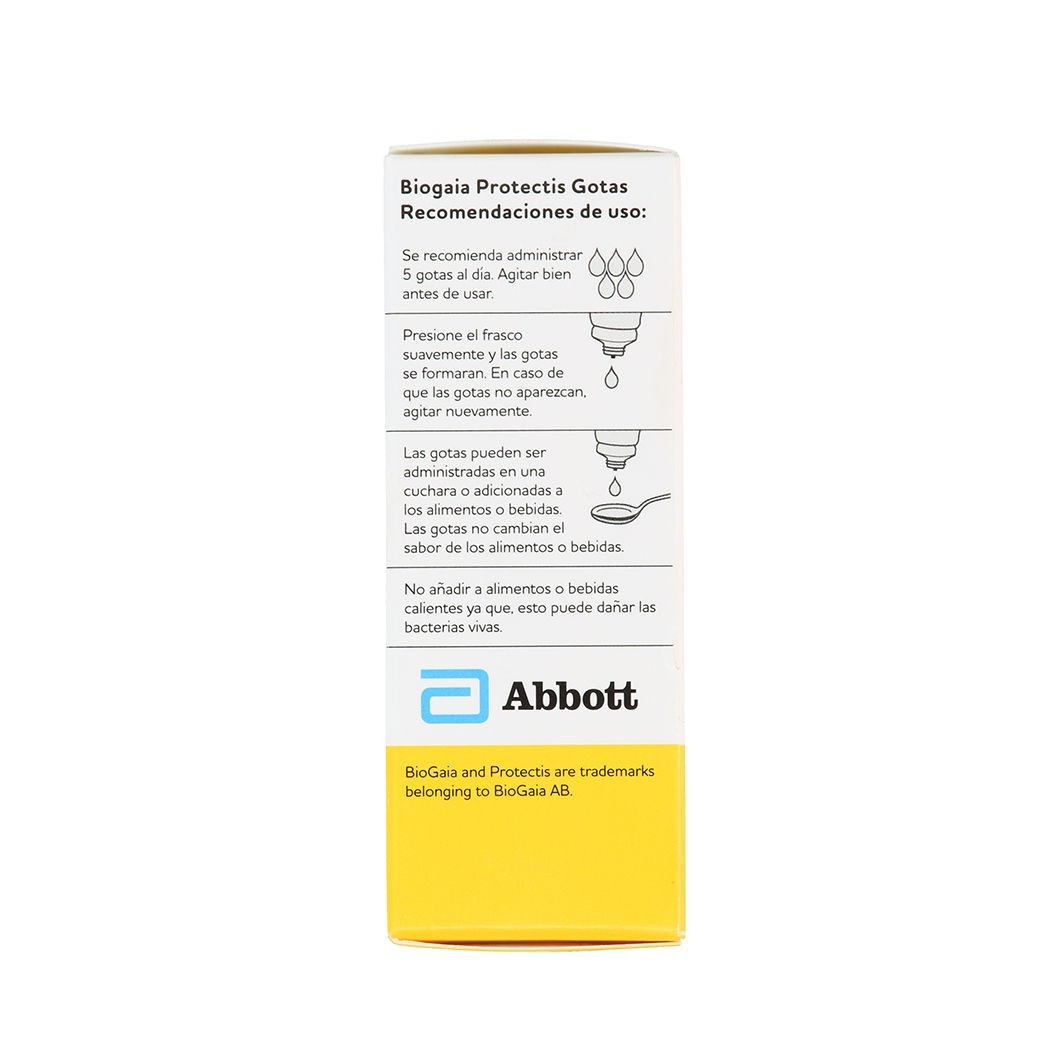 Biogaia Protectis Gotas
Recomendaciones de uso:
Se recomienda administrar
5 gotas al día. Agitar bien
antes de usar.
Presione el frasco
suavemente y las gotas
se formaran. En caso de
que las gotas no aparezcan,
agitar nuevamente.
Las gotas pueden ser
administradas en una
cuchara o adicionadas a
los alimentos o bebidas.
Las gotas no cambian el
sabor de los alimentos o bebidas.
No añadir a alimentos o bebidas
calientes ya que, esto puede dañar las
bacterias vivas.
Abbott
BioGaia and Protectis are trademarks
belonging to BioGaia AB.